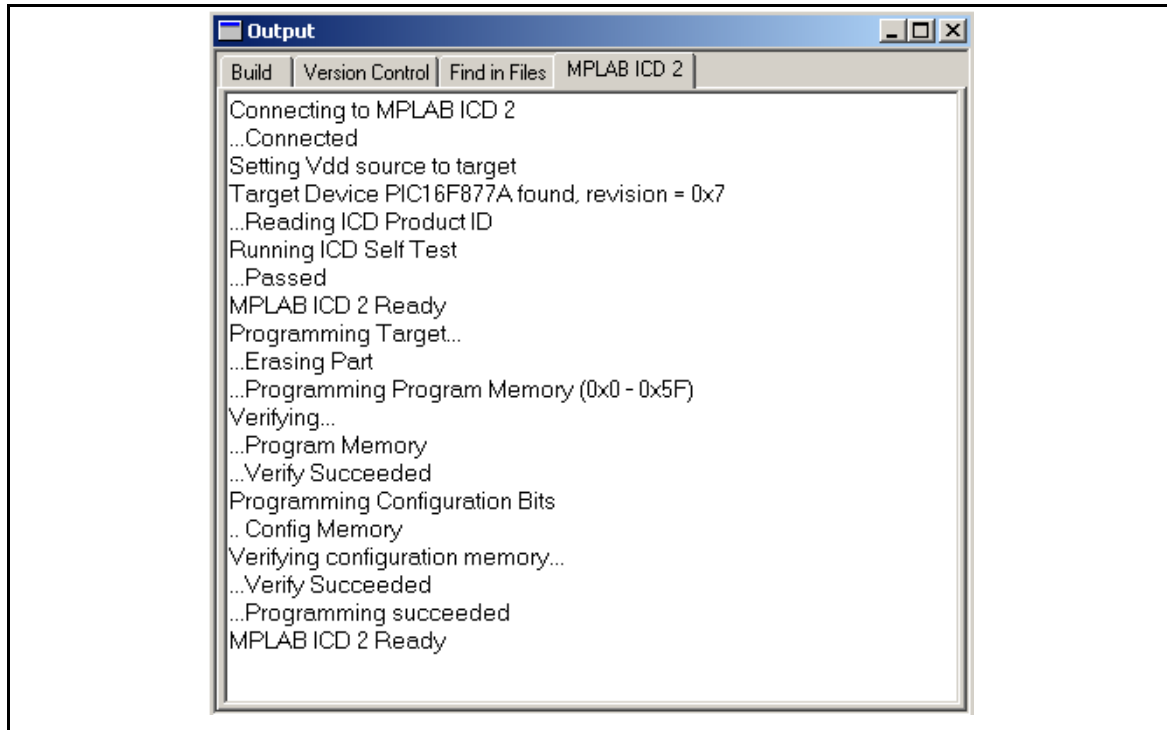 Output
Build Version Control Find in Files MPLAB ICD 2
Connecting to MPLAB ICD 2
...Connected
Setting Vdd source to target
Target Device PIC16F877A found, revision = 0x7
...Reading ICD Product ID
Running ICD Self Test
...Passed
MPLAB ICD 2 Ready
Programming Target...
...Erasing Part
...Programming Program Memory (0x0 - 0x5F)
Verifying...
...Program Memory
...Verify Succeeded
Programming Configuration Bits
.. Config Memory
Verifying configuration memory...
...Verify Succeeded
...Programming succeeded
MPLAB ICD 2 Ready